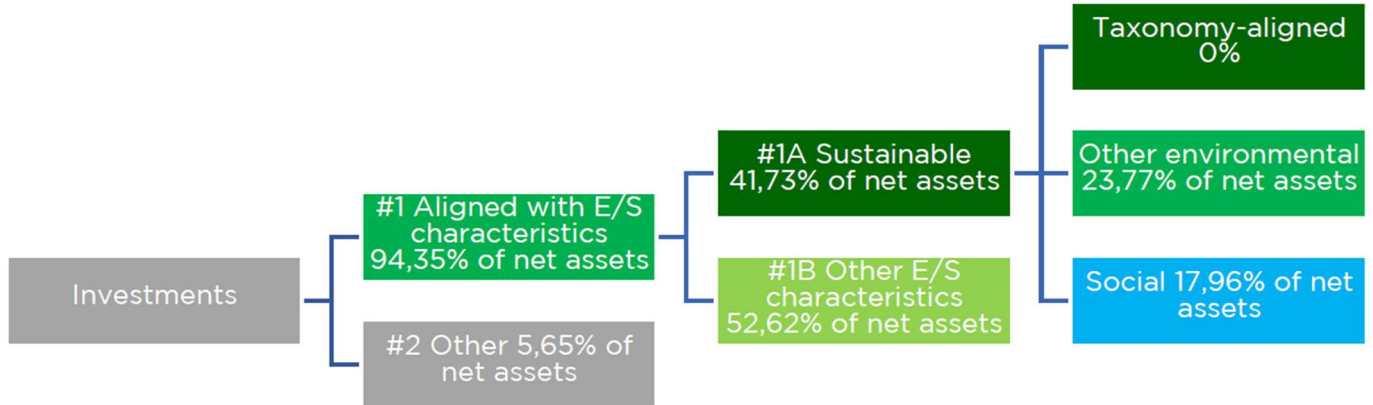 Investments
#1 Aligned with E/S
characteristics
94,35% of net assets
#2 Other 5,65% of
net assets
#1A Sustainable
41,73% of net assets
#1B Other E/S
characteristics
52,62% of net assets
Taxonomy-aligned
0%
Other environmental
23,77% of net assets
Social 17,96% of net
assets